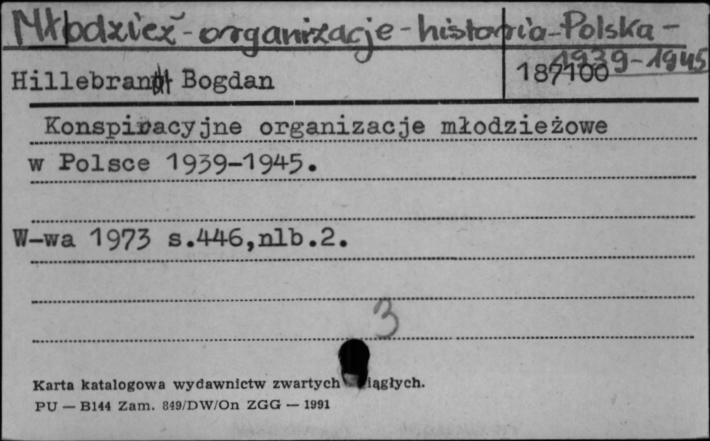 Młodzież - organizacje - historia - Polska -
1939-1945
Hillebrandt Bogdan
187100
Konspiracyjne organizacje młodzieżowe
w Polsce 1939-1945.
W-wa 1973 s.446,nlb.2.
3
Karta katalogowa wydawnictw zwartych iągłych.
PU — B144 Zam. 849/DW/On ZGG — 1991